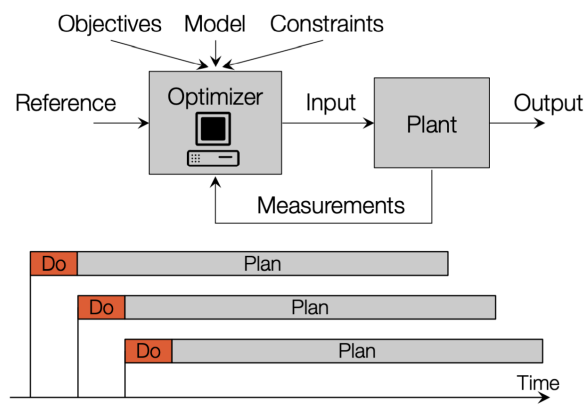 Objectives Model Constraints
Reference
Optimizer
Input
Plant
Output
Measurements
Do Plan
Do Plan
Do Plan
Time